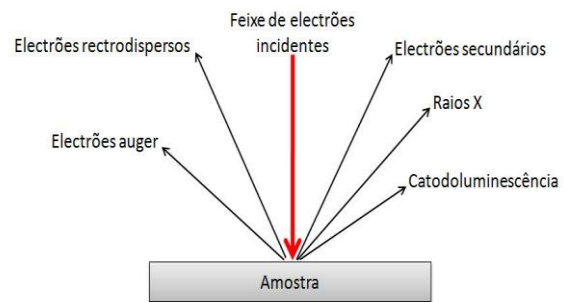 Feixe de electrões
incidentes
Electrões rectrodispersos
Electrões secundários
Raios X
Electrões auger
Catodoluminescência
Amostra